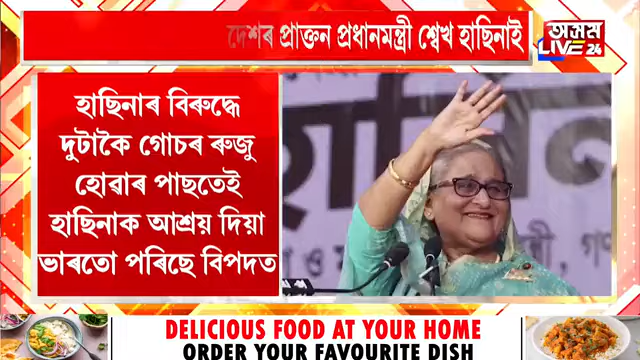 দেশৰ প্ৰাক্তন প্ৰধানমন্ত্ৰী শ্বেখ হাছিনাই
অসম
LIVE 24
হাছিনাৰ বিৰুদ্ধে
দুটাকৈ গোচৰ ৰুজু
হোৱাৰ পাছতেই
হাছিনাক আশ্ৰয় দিয়া
ভাৰতো পৰিছে বিপদত
ও ম
ন্ত্রী, গণ
DELICIOUS FOOD AT YOUR HOME
ORDER YOUR FAVOURITE DISH